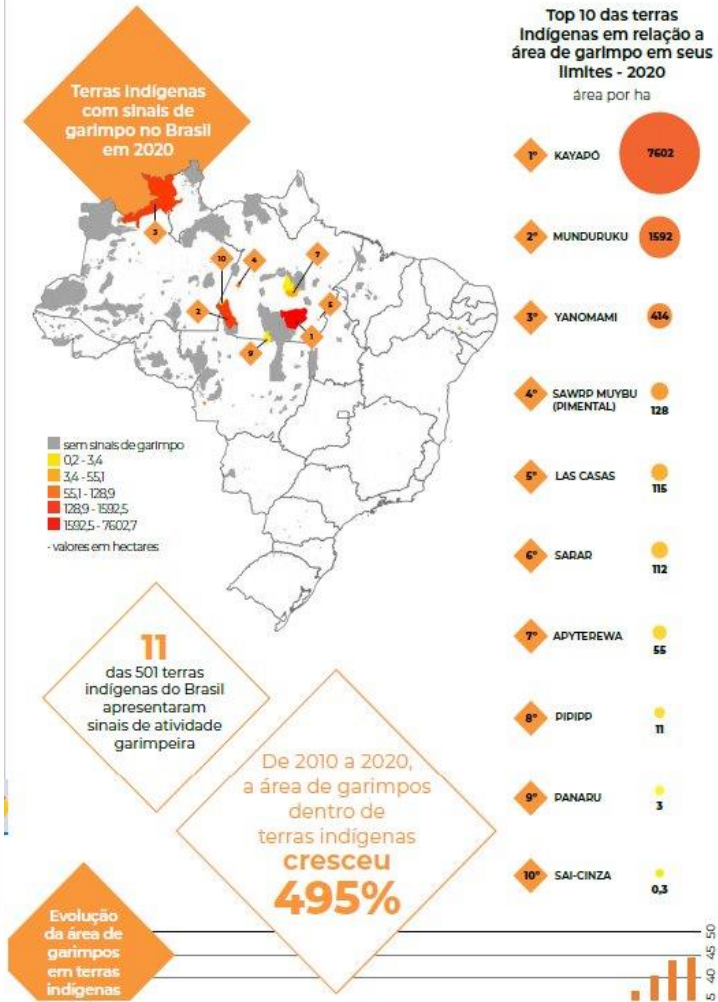 Terras indígenas
com sinais de
garimpo no Brasil
em 2020
3
10
4
7
2
5
9
1
sem sinais de garimpo
0,2 - 3,4
3,4 - 55,1
55,1 - 128,9
128,9 - 1592,5
1592,5 - 7602,7
- valores em hectares
11
das 501 terras
indígenas do Brasil
apresentaram
sinais de atividade
garimpeira
De 2010 a 2020,
a área de garimpos
dentro de
terras indígenas
cresceu
495%
Top 10 das terras
indígenas em relação a
área de garimpo em seus
limites - 2020
área por ha
1º KAYAPÓ 7602
2º MUNDURUKU 1592
3º YANOMAMI 414
4º SAWRP MUYBU
(PIMENTAL) 128
5º LAS CASAS 115
6º SARAR 112
7º APYTEREWA 55
8º PIPIPP 11
9º PANARU 3
10º SAI-CINZA 0,3
Evolução
da área de
garimpos
em terras
indígenas
50
45
40